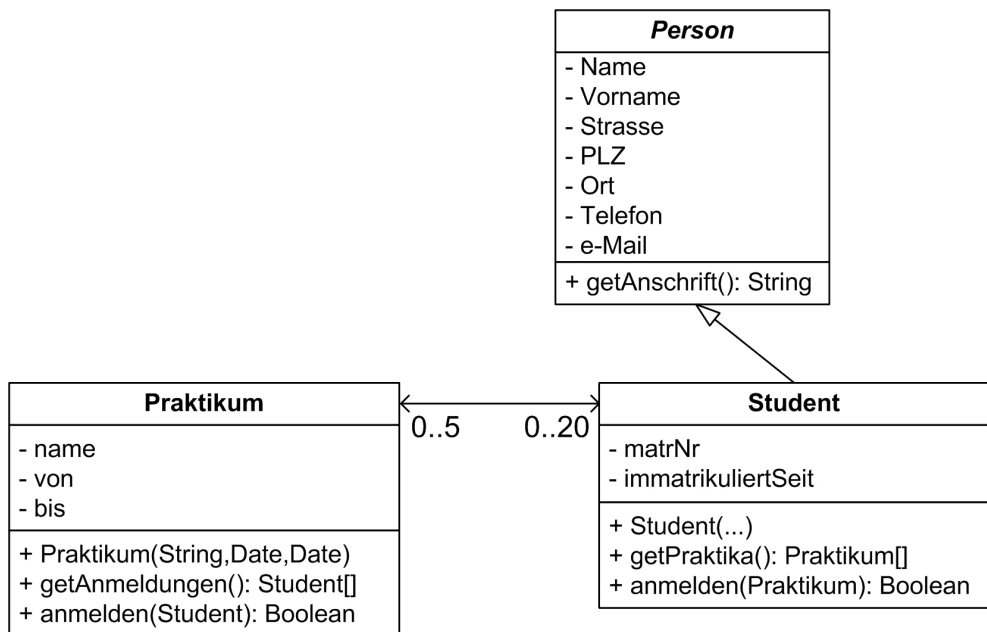 Person
- Name
- Vorname
- Strasse
- PLZ
- Ort
- Telefon
- e-Mail
+ getAnschrift(): String
Praktikum
- name
- von
- bis
+ Praktikum(String,Date,Date)
+ getAnmeldungen(): Student[]
+ anmelden(Student): Boolean
0..5
0..20
Student
- matrNr
- immatrikuliertSeit
+ Student(...)
+ getPraktika(): Praktikum[]
+ anmelden(Praktikum): Boolean